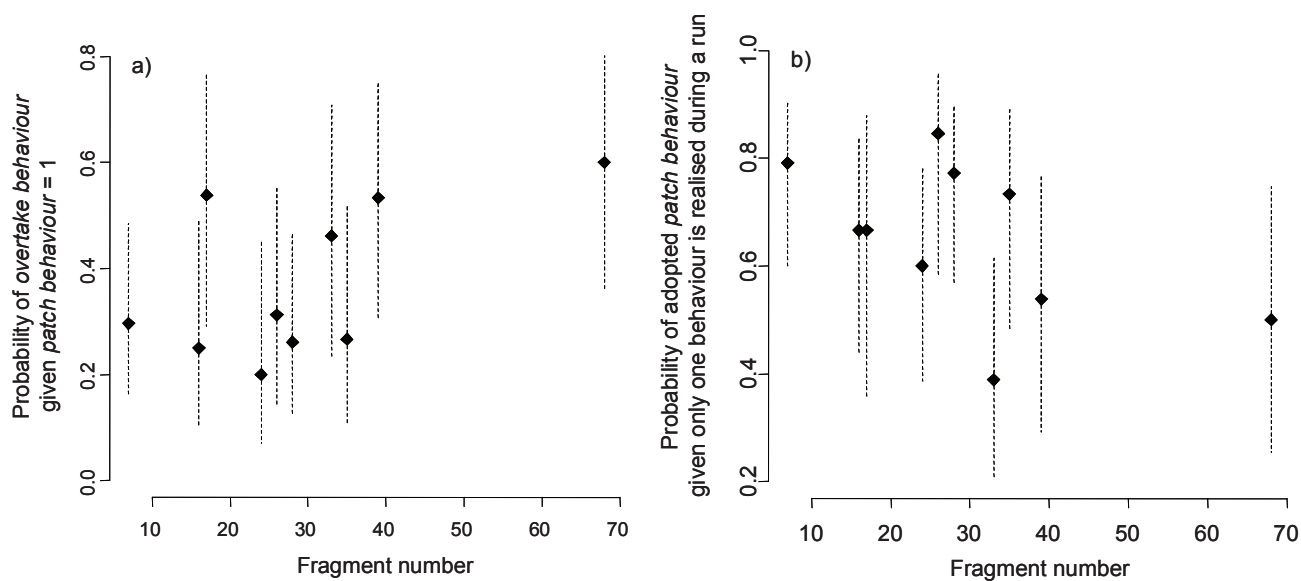 a)
Probability of overtake behaviour
given patch behaviour = 1
0.0 0.2 0.4 0.6 0.8
10 20 30 40 50 60 70
Fragment number
b)
Probability of adopted patch behaviour
given only one behaviour is realised during a run
0.2 0.4 0.6 0.8 1.0
10 20 30 40 50 60 70
Fragment number